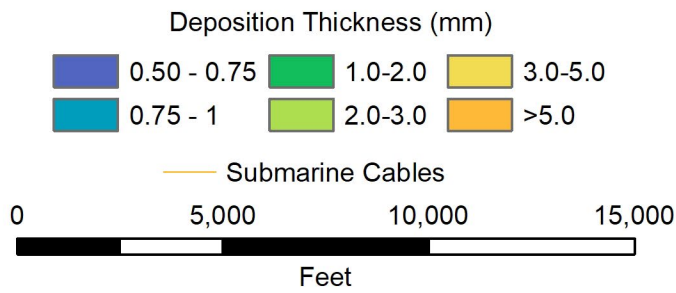 Deposition Thickness (mm)
0.50 - 0.75 1.0-2.0 3.0-5.0
0.75 - 1 2.0-3.0 >5.0
Submarine Cables
0 5,000 10,000 15,000
Feet